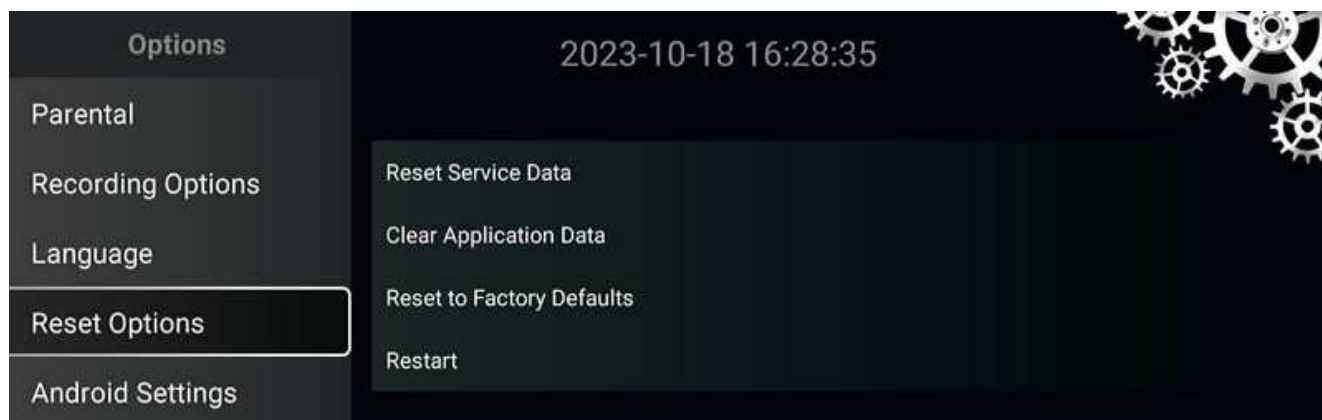 Options
2023-10-18 16:28:35
Parental
Recording Options
Language
Reset Options
Android Settings
Reset Service Data
Clear Application Data
Reset to Factory Defaults
Restart